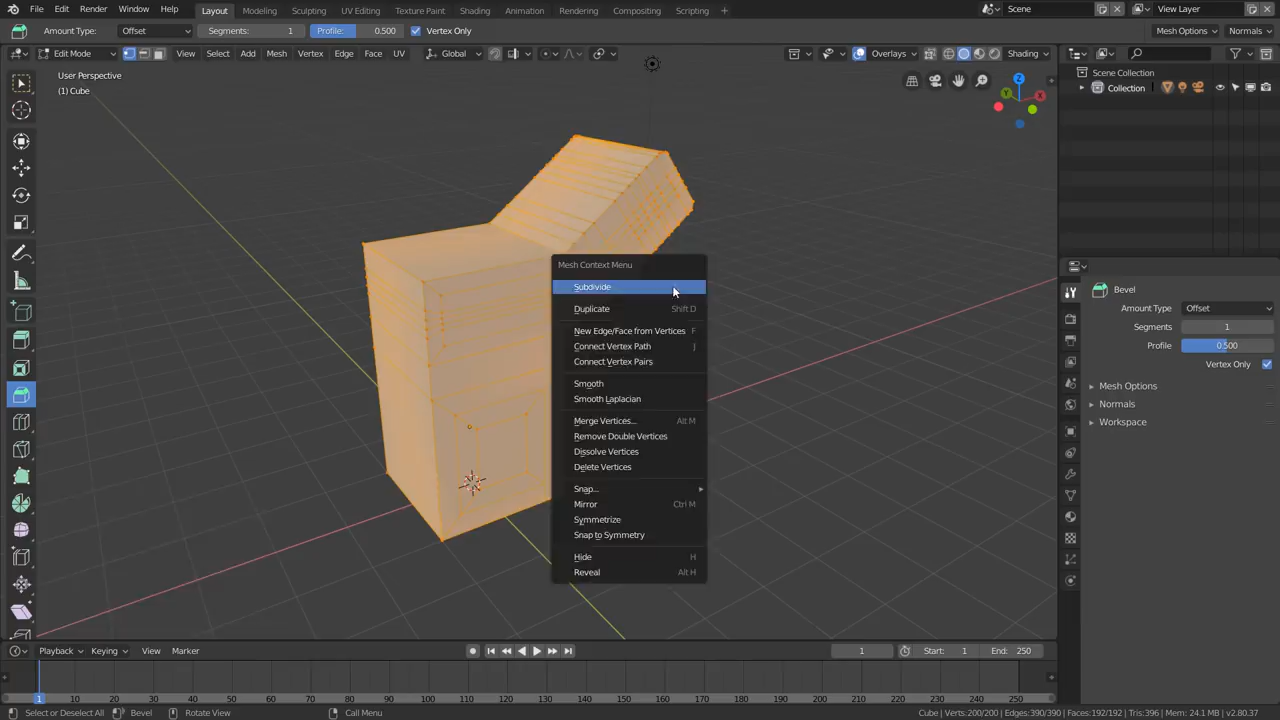 File Edit Render Window Help Layout Modeling Sculpting UV Editing Texture Paint Shading Animation Rendering Compositing Scripting + Scene View Layer
Amount Type: Offset Segments: 1 Profile: 0.500 Vertex Only Mesh Options Normals
Edit Mode View Select Add Mesh Vertex Edge Face UV Global Overlays Shading
User Perspective
(1) Cube
Z
Y
X
Scene Collection
Collection
Mesh Context Menu
Subdivide
Duplicate Shift D
New Edge/Face from Vertices F
Connect Vertex Path J
Connect Vertex Pairs
Smooth
Smooth Laplacian
Merge Vertices... Alt M
Remove Double Vertices
Dissolve Vertices
Delete Vertices
Snap...
Mirror Ctrl M
Symmetrize
Snap to Symmetry
Hide H
Reveal Alt H
Bevel
Amount Type Offset
Segments 1
Profile 0.500
Vertex Only
Mesh Options
Normals
Workspace
Playback Keying View Marker 1 Start: 1 End: 250
1 10 20 30 40 50 60 70 80 90 100 110 120 130 140 150 160 170 180 190 200 210 220 230 240 250
Select or Deselect All Bevel Rotate View Call Menu Cube | Verts:200/200 | Edges:390/390 | Faces:192/192 | Tris:396 | Mem: 24.1 MB | v2.80.37